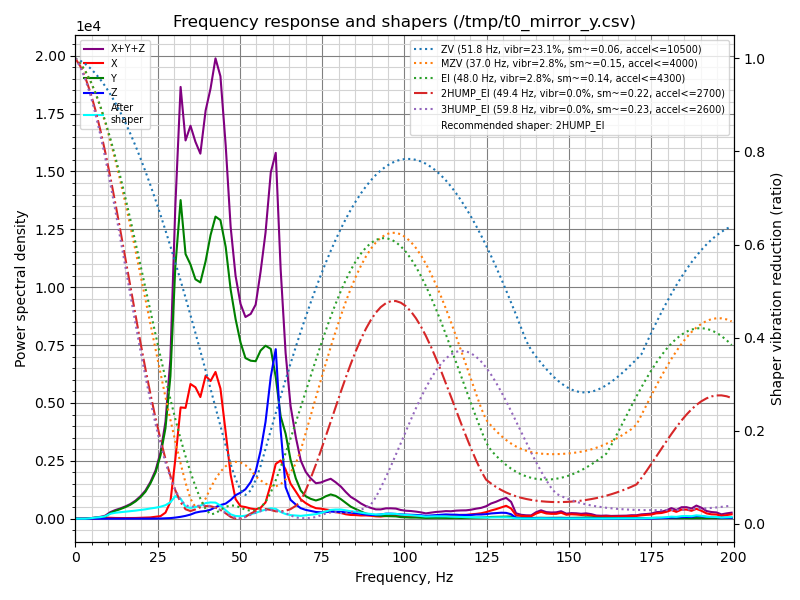 Frequency response and shapers (/tmp/t0_mirror_y.csv)
1e4
X+Y+Z
X
Y
Z
After
shaper
ZV (51.8 Hz, vibr=23.1%, sm~=0.06, accel<=10500)
MZV (37.0 Hz, vibr=2.8%, sm~=0.15, accel<=4000)
EI (48.0 Hz, vibr=2.8%, sm~=0.14, accel<=4300)
2HUMP_EI (49.4 Hz, vibr=0.0%, sm~=0.22, accel<=2700)
3HUMP_EI (59.8 Hz, vibr=0.0%, sm~=0.23, accel<=2600)
Recommended shaper: 2HUMP_EI
Power spectral density
2.00
1.75
1.50
1.25
1.00
0.75
0.50
0.25
0.00
1.0
0.8
0.6
0.4
0.2
0.0
Shaper vibration reduction (ratio)
0 25 50 75 100 125 150 175 200
Frequency, Hz